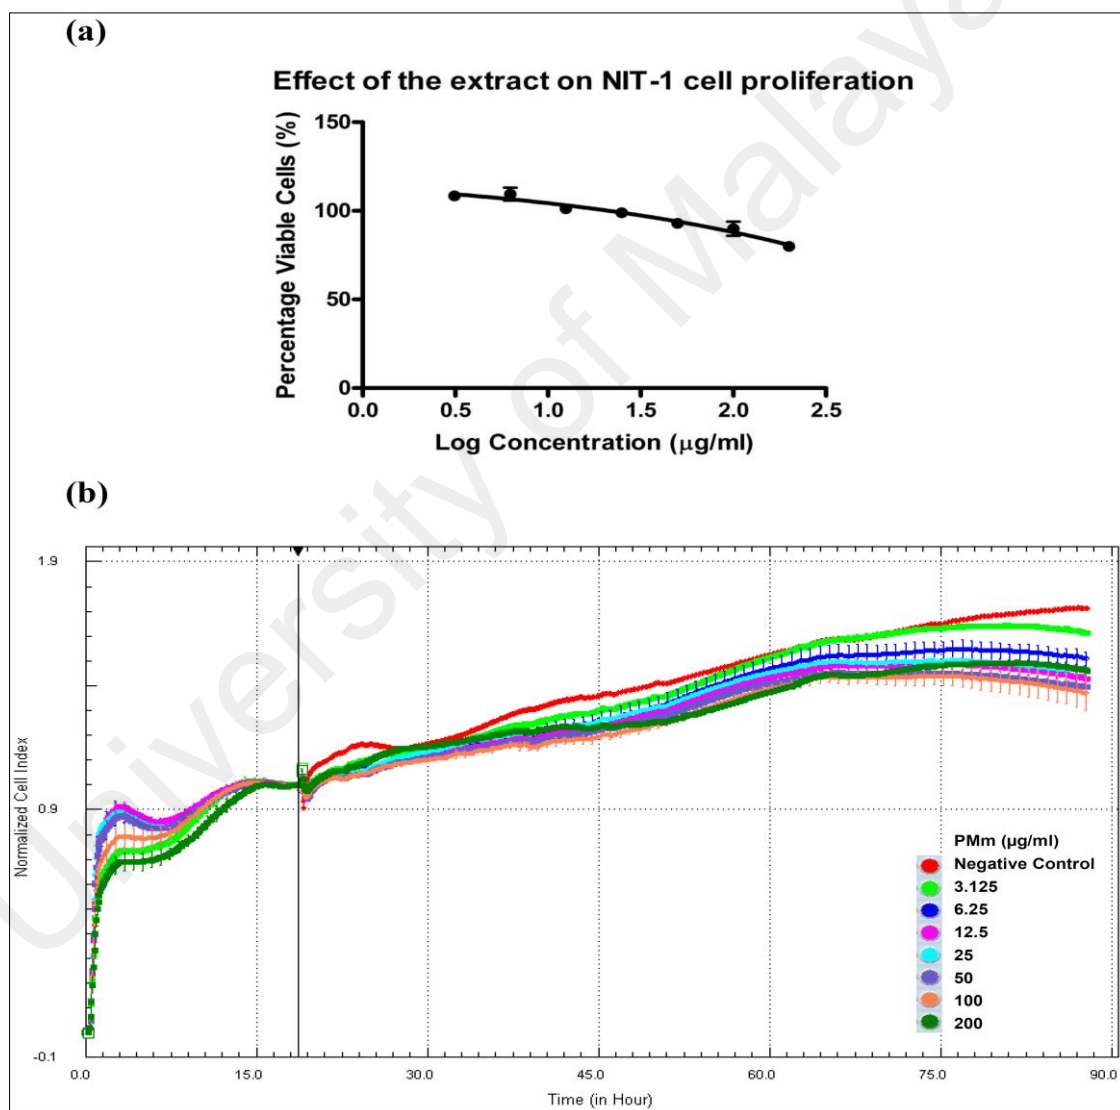 (a)
Effect of the extract on NIT-1 cell proliferation
Percentage Viable Cells (%)
150
100
50
0
0.0 0.5 1.0 1.5 2.0 2.5
Log Concentration (µg/ml)
(b)
Normalized Cell Index
1.9
0.9
-0.1
PMm (µg/ml)
Negative Control
3.125
6.25
12.5
25
50
100
200
0.0 15.0 30.0 45.0 60.0 75.0 90.0
Time (in Hour)
University of Malaya